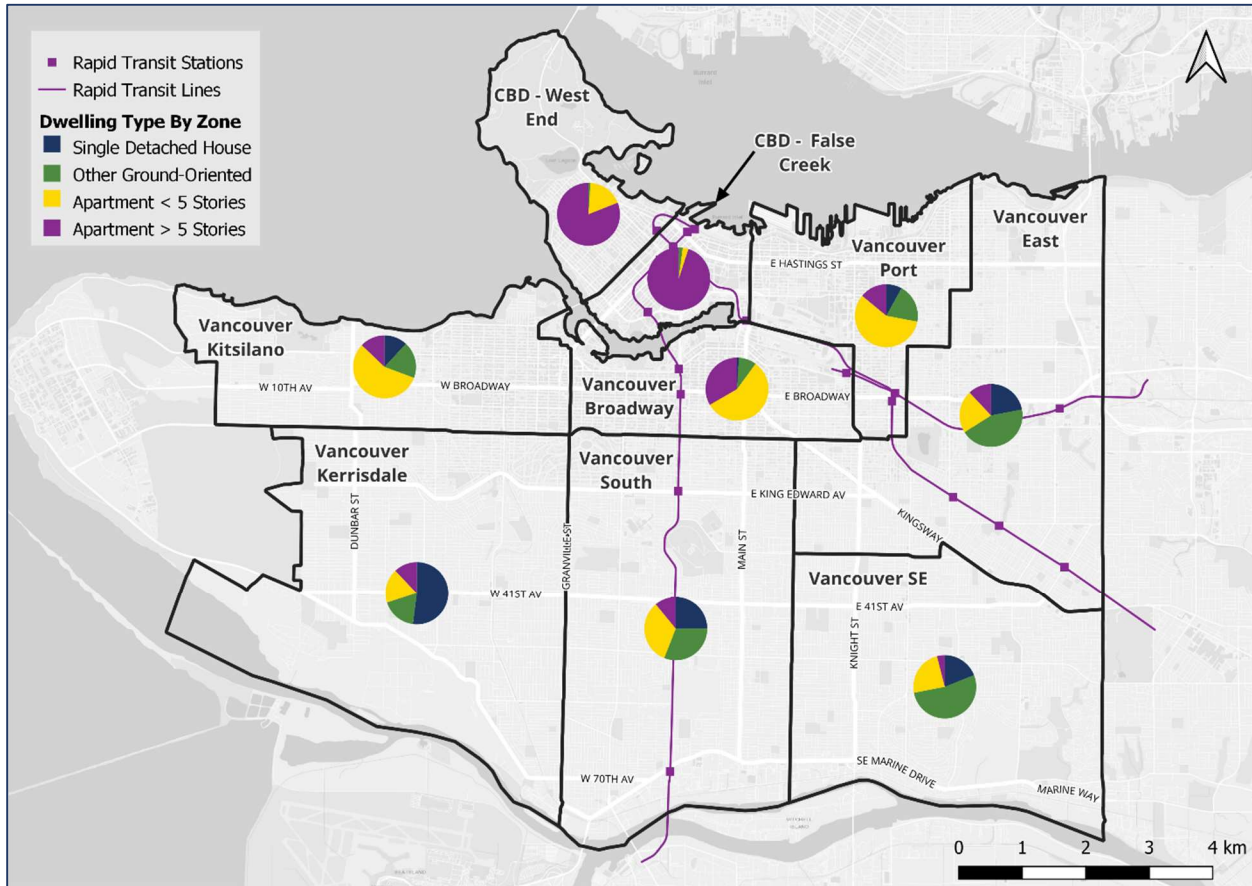 Rapid Transit Stations
Rapid Transit Lines
Dwelling Type By Zone
Single Detached House
Other Ground-Oriented
Apartment < 5 Stories
Apartment > 5 Stories
CBD - West
End
CBD - False
Creek
Vancouver
East
Vancouver
Port
E HASTINGS ST
Vancouver
Kitsilano
W 10TH AV
W BROADWAY
Vancouver
Broadway
E BROADWAY
Vancouver
Kerrisdale
Vancouver
South
E KING EDWARD AV
KINGSWAY
DUNBAR ST
GRANVILLE ST
MAIN ST
Vancouver SE
W 41ST AV
E 41ST AV
KNIGHT ST
W 70TH AV
SE MARINE DRIVE
MARINE WAY
0 1 2 3 4 km